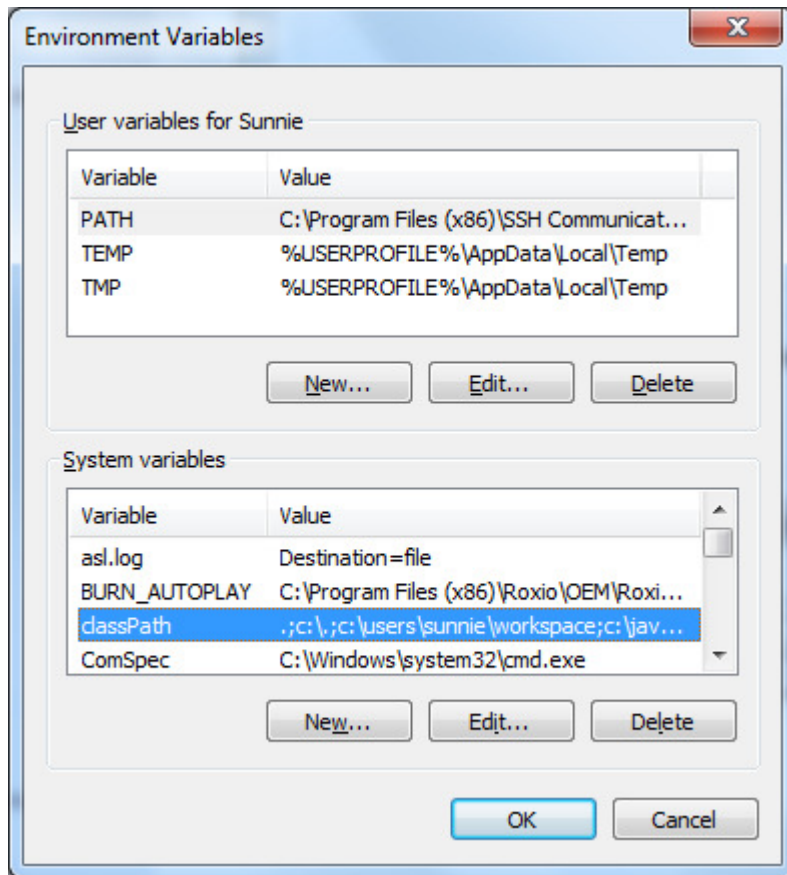 Environment Variables
User variables for Sunnie
Variable Value
PATH C:\Program Files (x86)\SSH Communicat...
TEMP %USERPROFILE%\AppData\Local\Temp
TMP %USERPROFILE%\AppData\Local\Temp
New... Edit... Delete
System variables
Variable Value
asl.log Destination=file
BURN_AUTOPLAY C:\Program Files (x86)\Roxio\OEM\Roxi...
classPath .;c:\.;c:\users\sunnie\workspace;c:\jav...
ComSpec C:\Windows\system32\cmd.exe
New... Edit... Delete
OK Cancel